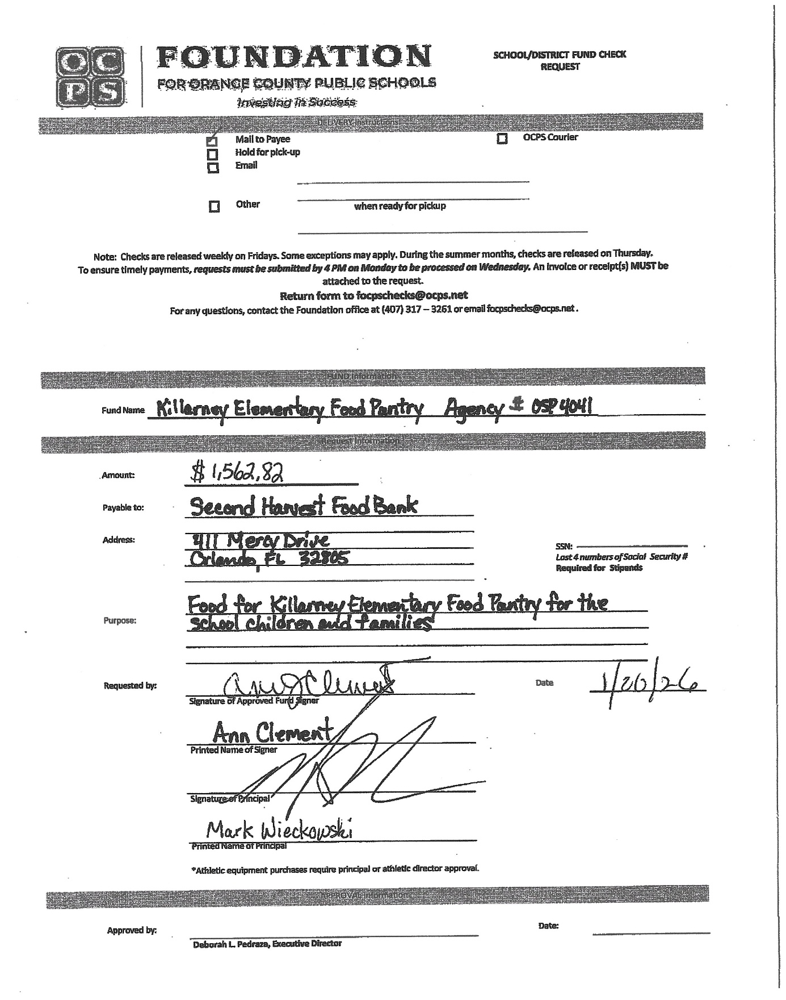 OC
PS
FOUNDATION
FOR ORANGE COUNTY PUBLIC SCHOOLS
Investing in Success
SCHOOL/DISTRICT FUND CHECK
REQUEST
DELIVERY Instructions
Mail to Payee
OCPS Courier
Hold for pick-up
Email
Other
when ready for pickup
Note: Checks are released weekly on Fridays. Some exceptions may apply. During the summer months, checks are released on Thursday.
To ensure timely payments, requests must be submitted by 4 PM on Monday to be processed on Wednesday. An invoice or receipt(s) MUST be
attached to the request.
Return form to focpschecks@ocps.net
For any questions, contact the Foundation office at (407) 317 – 3261 or email focpschecks@ocps.net.
FUND Information
Fund Name Killarney Elementary Food Pantry Agency # OSP4041
Request Information
Amount: $1,562.82
Payable to: Second Harvest Food Bank
Address: 411 Mercy Drive
Orlando, FL 32805
SSN:
Last 4 numbers of Social Security #
Required for Stipends
Purpose: Food for Killarney Elementary Food Pantry for the
school children and families
Requested by: Ann J Clement Date 1/20/26
Signature of Approved Fund Signer
Ann Clement
Printed Name of Signer
Signature of Principal
Mark Wieckowski
Printed Name of Principal
*Athletic equipment purchases require principal or athletic director approval.
APPROVAL Information
Approved by: Date:
Deborah L. Pedraza, Executive Director